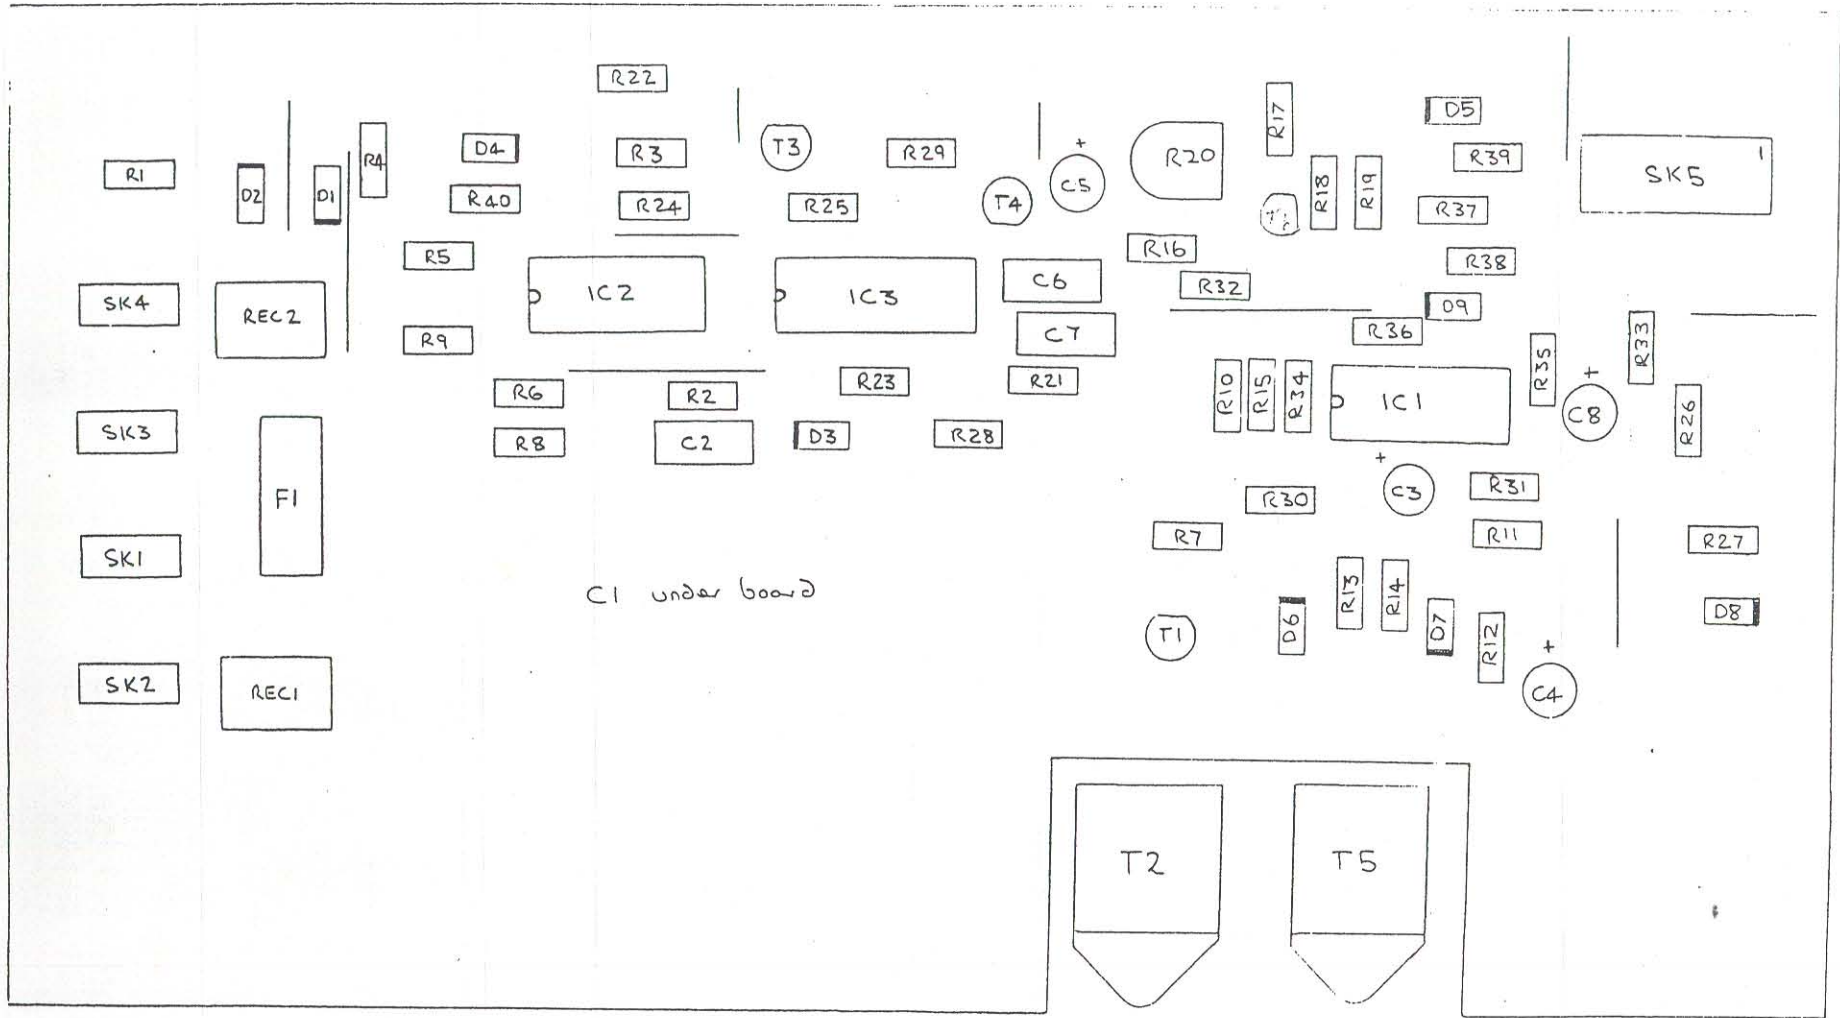 R22
R17
D5
R1
D2
D1
R4
D4
R40
R3
R24
T3
R25
R29
T4
+
C5
R20
R18
R19
R39
R37
1
SK5
R5
R16
R32
R38
SK4
REC2
IC2
IC3
C6
C7
D9
R36
R9
R35
R33
R6
R2
R23
R21
R10
R15
R34
IC1
+
C8
R26
SK3
R8
C2
D3
R28
+
C3
F1
R30
R31
R7
R11
R27
SK1
C1 under board
R13
R14
D6
D7
D8
T1
R12
+
C4
SK2
REC1
T2
T5